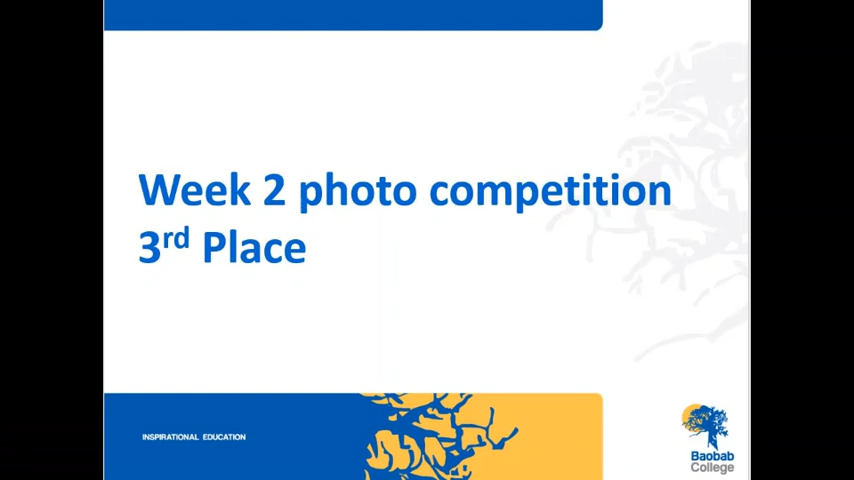 Week 2 photo competition
3rd Place
INSPIRATIONAL EDUCATION
Baobab
College